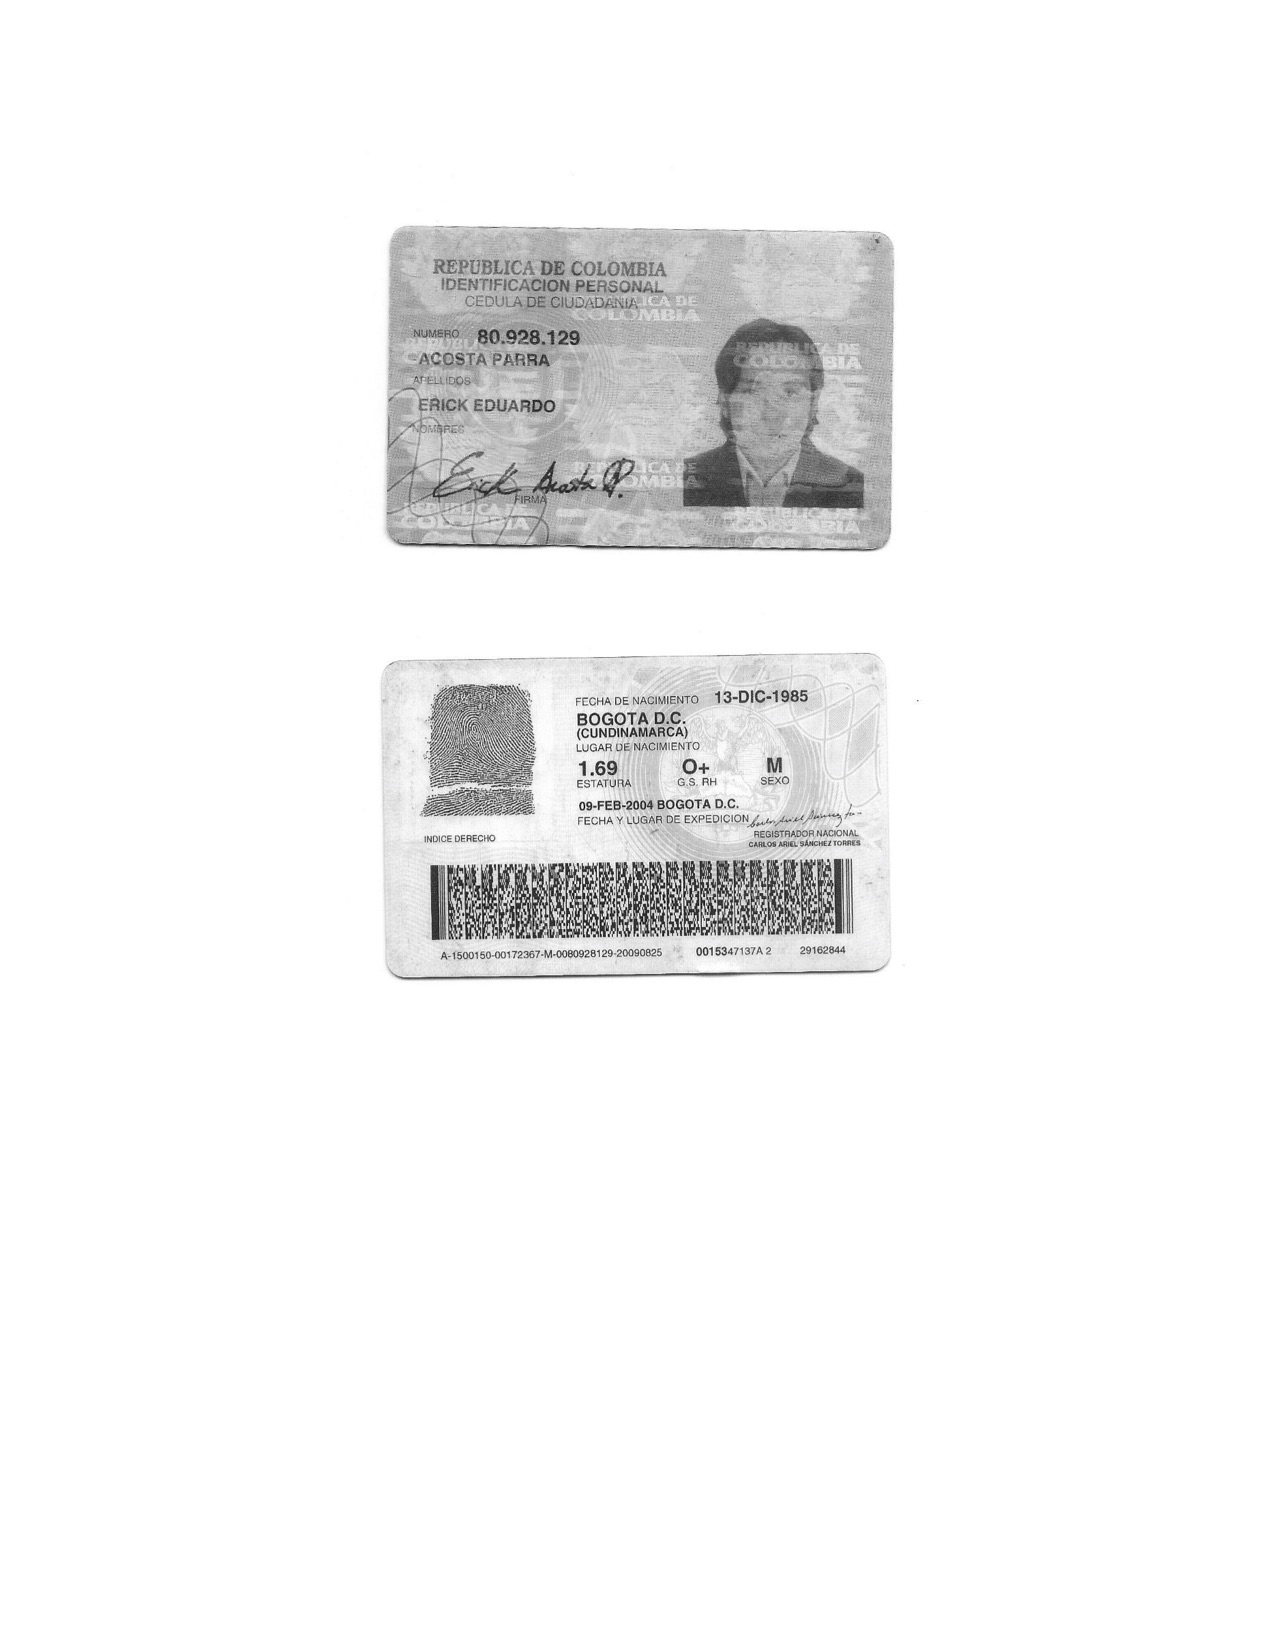 REPUBLICA DE COLOMBIA
IDENTIFICACION PERSONAL
CEDULA DE CIUDADANIA
NUMERO 80.928.129
ACOSTA PARRA
APELLIDOS
ERICK EDUARDO
NOMBRES
Erick Acosta P.
FIRMA
REPUBLICA DE
COLOMBIA
FECHA DE NACIMIENTO 13-DIC-1985
BOGOTA D.C.
(CUNDINAMARCA)
LUGAR DE NACIMIENTO
1.69 O+ M
ESTATURA G.S. RH SEXO
09-FEB-2004 BOGOTA D.C.
FECHA Y LUGAR DE EXPEDICION
INDICE DERECHO
REGISTRADOR NACIONAL
CARLOS ARIEL SÁNCHEZ TORRES
A-1500150-00172367-M-0080928129-20090825 0015347137A 2 29162844